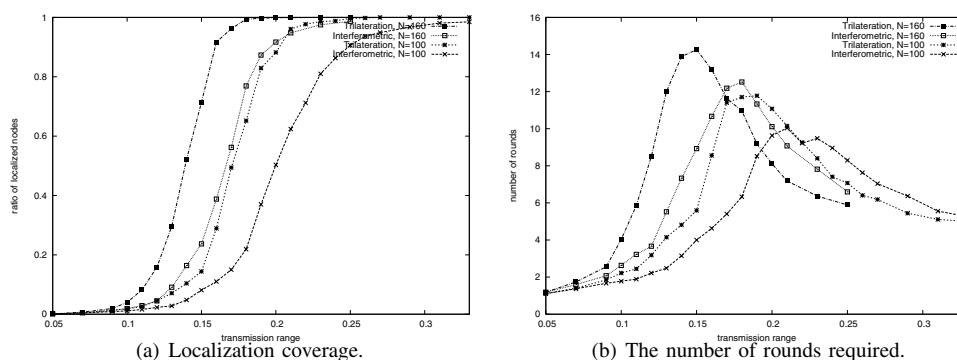 1
0.8
0.6
0.4
0.2
0
ratio of localized nodes
0.05 0.1 0.15 0.2 0.25 0.3
transmission range
Trilateration, N=160
Interferometric, N=160
Trilateration, N=100
Interferometric, N=100
(a) Localization coverage.
16
14
12
10
8
6
4
2
0
number of rounds
0.05 0.1 0.15 0.2 0.25 0.3
transmission range
Trilateration, N=160
Interferometric, N=160
Trilateration, N=100
Interferometric, N=100
(b) The number of rounds required.